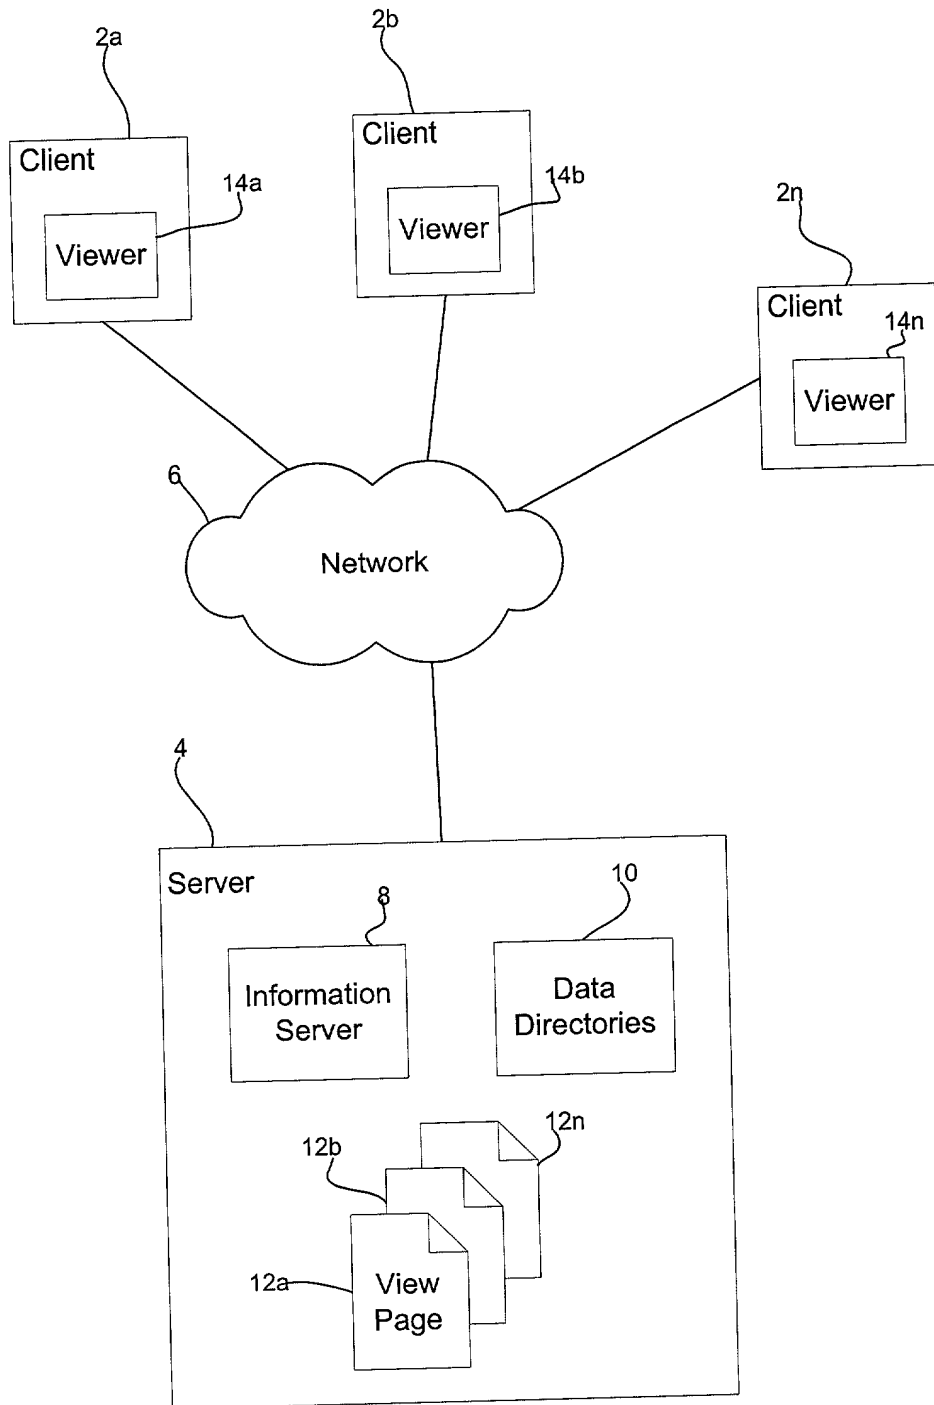 2a
2b
Client
14a
Viewer
Client
14b
Viewer
2n
Client
14n
Viewer
6
Network
4
Server
8
Information
Server
10
Data
Directories
12n
12b
12a
View
Page